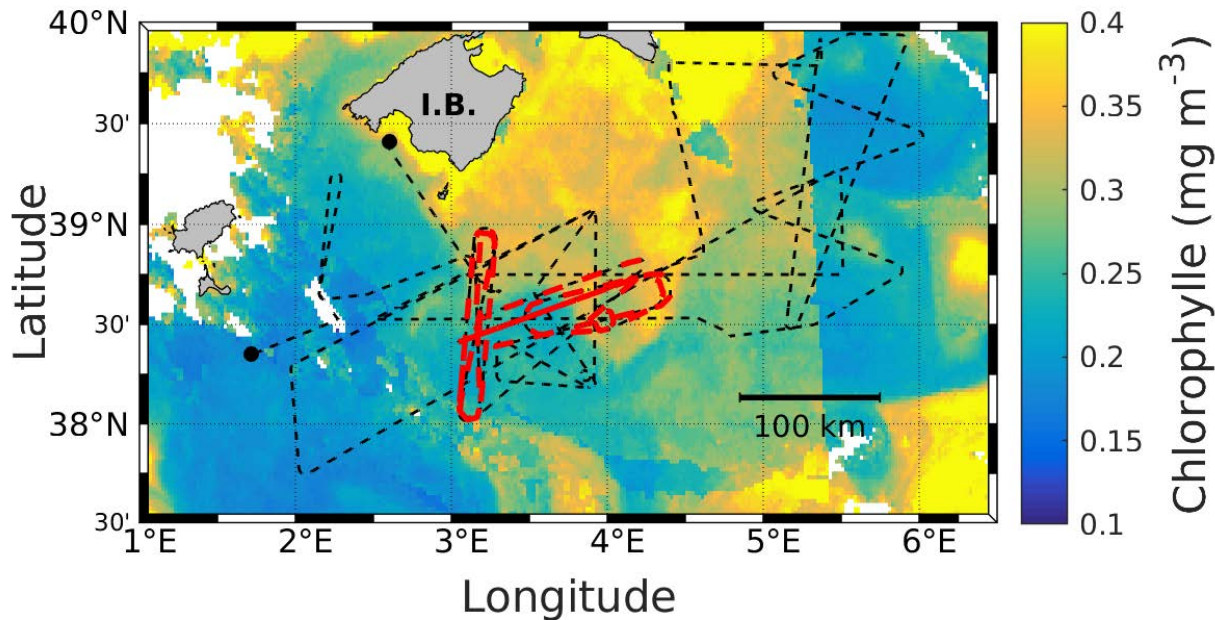 40°N
30'
39°N
30'
38°N
30'
Latitude
I.B.
100 km
1°E 2°E 3°E 4°E 5°E 6°E
Longitude
0.4
0.35
0.3
0.25
0.2
0.15
0.1
Chlorophylle (mg m⁻³)